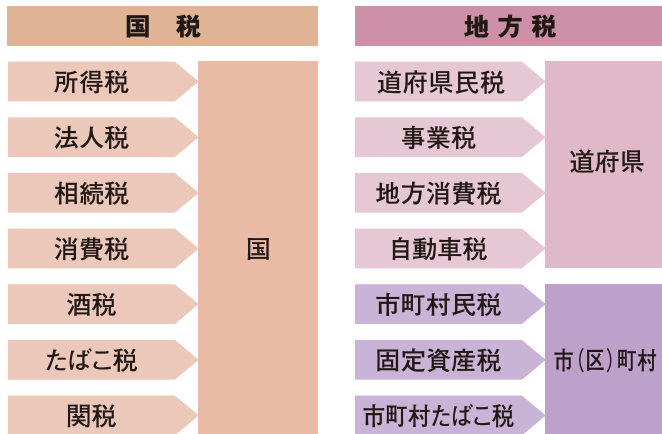 国税
所得税
法人税
相続税
消費税
酒税
たばこ税
関税
国
地方税
道府県民税
事業税
地方消費税
自動車税
道府県
市町村民税
固定資産税
市町村たばこ税
市（区）町村